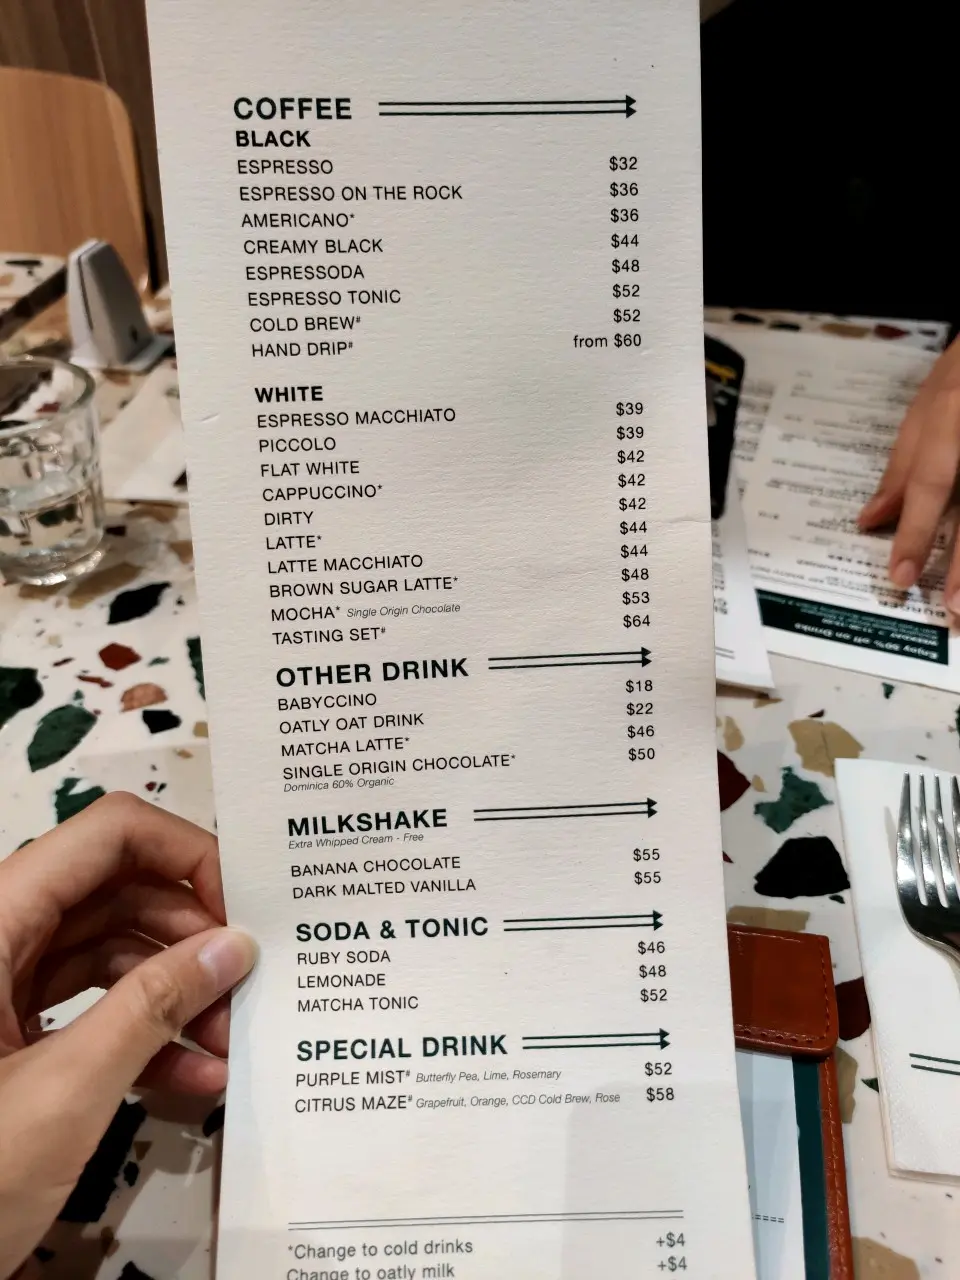 COFFEE
BLACK
ESPRESSO $32
ESPRESSO ON THE ROCK $36
AMERICANO* $36
CREAMY BLACK $44
ESPRESSODA $48
ESPRESSO TONIC $52
COLD BREW# $52
HAND DRIP# from $60
WHITE
ESPRESSO MACCHIATO $39
PICCOLO $39
FLAT WHITE $42
CAPPUCCINO* $42
DIRTY $42
LATTE* $44
LATTE MACCHIATO $44
BROWN SUGAR LATTE* $48
MOCHA* Single Origin Chocolate $53
TASTING SET# $64
OTHER DRINK
BABYCCINO $18
OATLY OAT DRINK $22
MATCHA LATTE* $46
SINGLE ORIGIN CHOCOLATE* $50
Dominica 60% Organic
MILKSHAKE
Extra Whipped Cream - Free
BANANA CHOCOLATE $55
DARK MALTED VANILLA $55
SODA & TONIC
RUBY SODA $46
LEMONADE $48
MATCHA TONIC $52
SPECIAL DRINK
PURPLE MIST# Butterfly Pea, Lime, Rosemary $52
CITRUS MAZE# Grapefruit, Orange, CCD Cold Brew, Rose $58
*Change to cold drinks +$4
Change to oatly milk +$4
Enjoy 50% off on Drinks